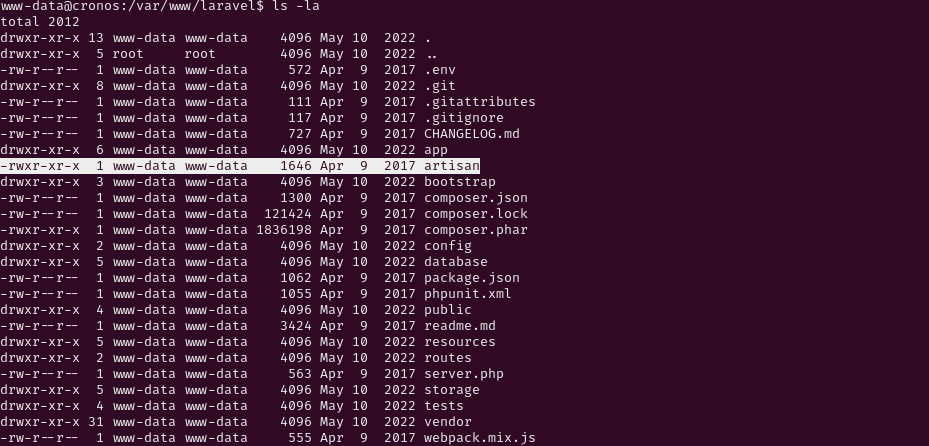 www-data@cronos:/var/www/laravel$ ls -la
total 2012
drwxr-xr-x 13 www-data www-data    4096 May 10  2022 .
drwxr-xr-x  5 root     root        4096 May 10  2022 ..
-rw-r--r--  1 www-data www-data     572 Apr  9  2017 .env
drwxr-xr-x  8 www-data www-data    4096 May 10  2022 .git
-rw-r--r--  1 www-data www-data     111 Apr  9  2017 .gitattributes
-rw-r--r--  1 www-data www-data     117 Apr  9  2017 .gitignore
-rw-r--r--  1 www-data www-data     727 Apr  9  2017 CHANGELOG.md
drwxr-xr-x  6 www-data www-data    4096 May 10  2022 app
-rwxr-xr-x  1 www-data www-data    1646 Apr  9  2017 artisan
drwxr-xr-x  3 www-data www-data    4096 May 10  2022 bootstrap
-rw-r--r--  1 www-data www-data    1300 Apr  9  2017 composer.json
-rw-r--r--  1 www-data www-data  121424 Apr  9  2017 composer.lock
-rwxr-xr-x  1 www-data www-data 1836198 Apr  9  2017 composer.phar
drwxr-xr-x  2 www-data www-data    4096 May 10  2022 config
drwxr-xr-x  5 www-data www-data    4096 May 10  2022 database
-rw-r--r--  1 www-data www-data    1062 Apr  9  2017 package.json
-rw-r--r--  1 www-data www-data    1055 Apr  9  2017 phpunit.xml
drwxr-xr-x  4 www-data www-data    4096 May 10  2022 public
-rw-r--r--  1 www-data www-data    3424 Apr  9  2017 readme.md
drwxr-xr-x  5 www-data www-data    4096 May 10  2022 resources
drwxr-xr-x  2 www-data www-data    4096 May 10  2022 routes
-rw-r--r--  1 www-data www-data     563 Apr  9  2017 server.php
drwxr-xr-x  5 www-data www-data    4096 May 10  2022 storage
drwxr-xr-x  4 www-data www-data    4096 May 10  2022 tests
drwxr-xr-x 31 www-data www-data    4096 May 10  2022 vendor
-rw-r--r--  1 www-data www-data     555 Apr  9  2017 webpack.mix.js